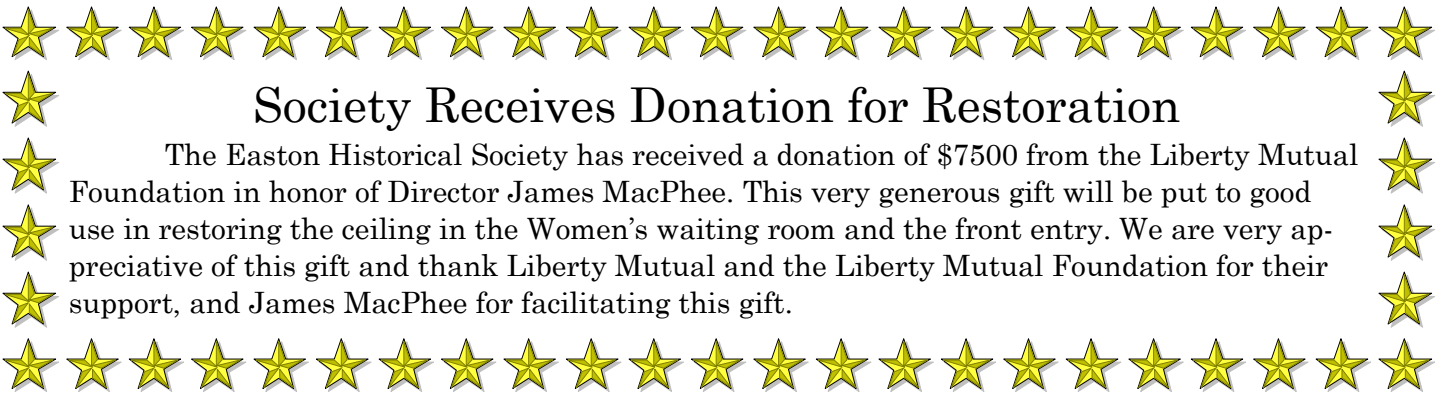 Society Receives Donation for Restoration
The Easton Historical Society has received a donation of $7500 from the Liberty Mutual
Foundation in honor of Director James MacPhee. This very generous gift will be put to good
use in restoring the ceiling in the Women's waiting room and the front entry. We are very ap-
preciative of this gift and thank Liberty Mutual and the Liberty Mutual Foundation for their
support, and James MacPhee for facilitating this gift.